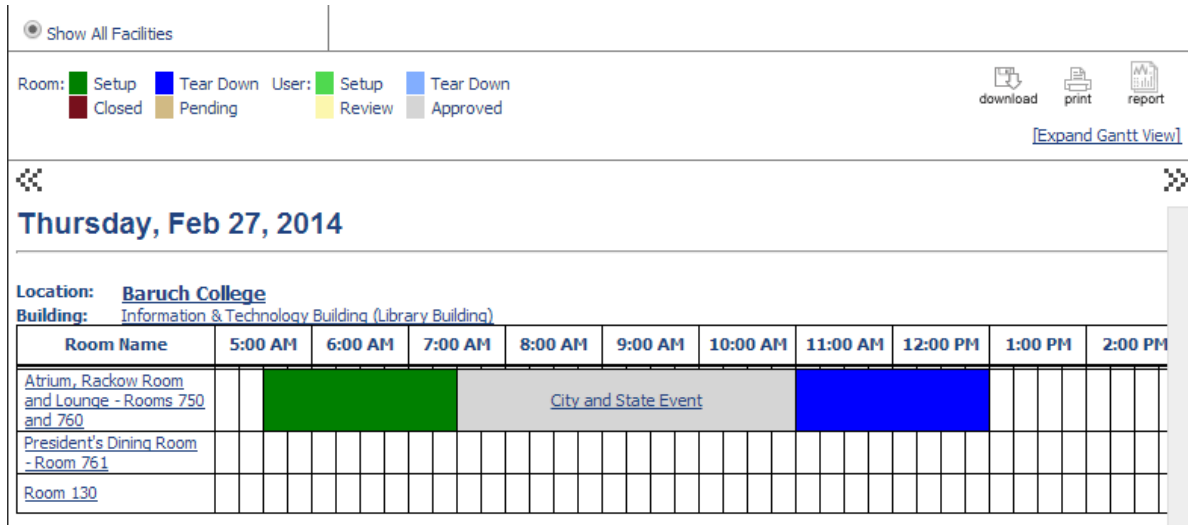 Show All Facilities
Room: Setup Tear Down User: Setup Tear Down
Closed Pending Review Approved
download print report
[Expand Gantt View]
Thursday, Feb 27, 2014
Location: Baruch College
Building: Information & Technology Building (Library Building)
Room Name 5:00 AM 6:00 AM 7:00 AM 8:00 AM 9:00 AM 10:00 AM 11:00 AM 12:00 PM 1:00 PM 2:00 PM
Atrium, Rackow Room
and Lounge - Rooms 750
and 760
City and State Event
President's Dining Room
- Room 761
Room 130